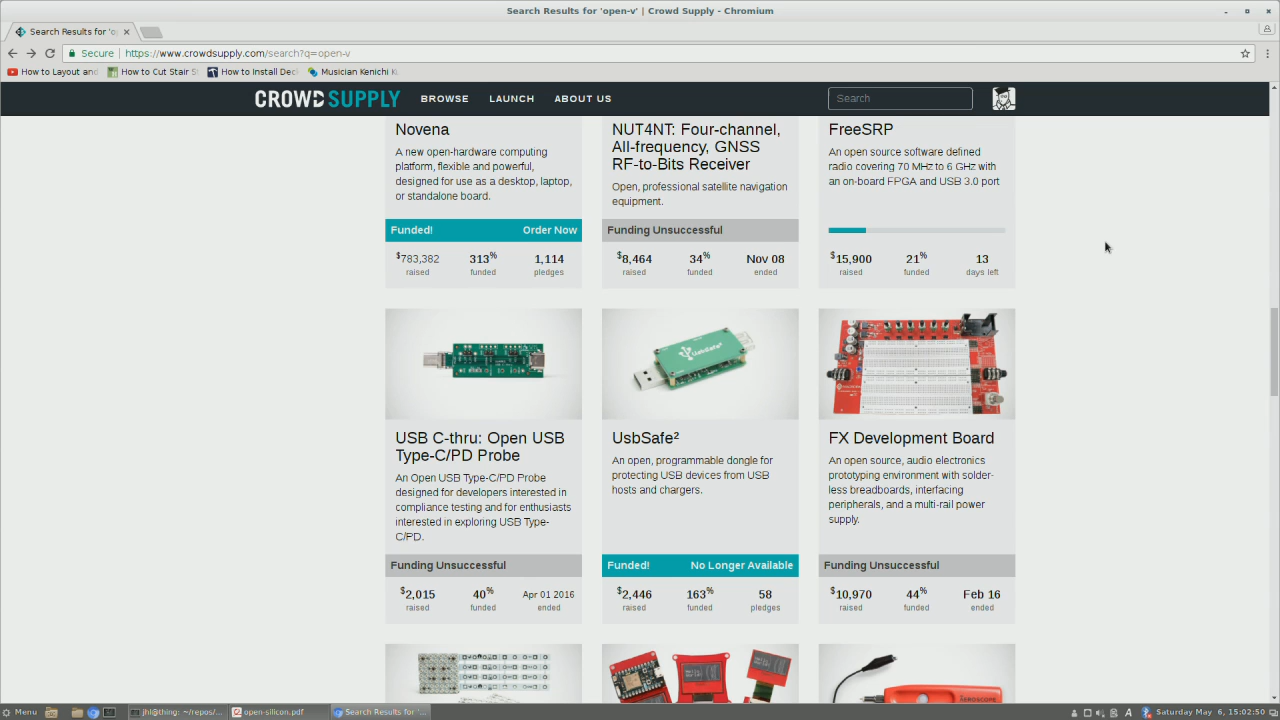 Search Results for 'open-v' | Crowd Supply - Chromium
Search Results for 'op
Secure
https://www.crowdsupply.com/search?q=open-v
How to Layout and
How to Cut Stair S
How to Install Dec
Musician Kenichi K
CROWD SUPPLY
BROWSE
LAUNCH
ABOUT US
Search
Novena
A new open-hardware computing
platform, flexible and powerful,
designed for use as a desktop, laptop,
or standalone board.
Funded! Order Now
$783,382 313% 1,114
raised funded pledges
NUT4NT: Four-channel,
All-frequency, GNSS
RF-to-Bits Receiver
Open, professional satellite navigation
equipment.
Funding Unsuccessful
$8,464 34% Nov 08
raised funded ended
FreeSRP
An open source software defined
radio covering 70 MHz to 6 GHz with
an on-board FPGA and USB 3.0 port
$15,900 21% 13
raised funded days left
USB C-thru: Open USB
Type-C/PD Probe
An Open USB Type-C/PD Probe
designed for developers interested in
compliance testing and for enthusiasts
interested in exploring USB Type-
C/PD.
Funding Unsuccessful
$2,015 40% Apr 01 2016
raised funded ended
UsbSafe²
UsbSafe²
An open, programmable dongle for
protecting USB devices from USB
hosts and chargers.
Funded! No Longer Available
$2,446 163% 58
raised funded pledges
FX Development Board
An open source, audio electronics
prototyping environment with solder-
less breadboards, interfacing
peripherals, and a multi-rail power
supply.
Funding Unsuccessful
$10,970 44% Feb 16
raised funded ended
AEROSCOPE
Menu
jhl@thing: ~/repos/...
open-silicon.pdf
Search Results for '...
Saturday May 6, 15:02:50